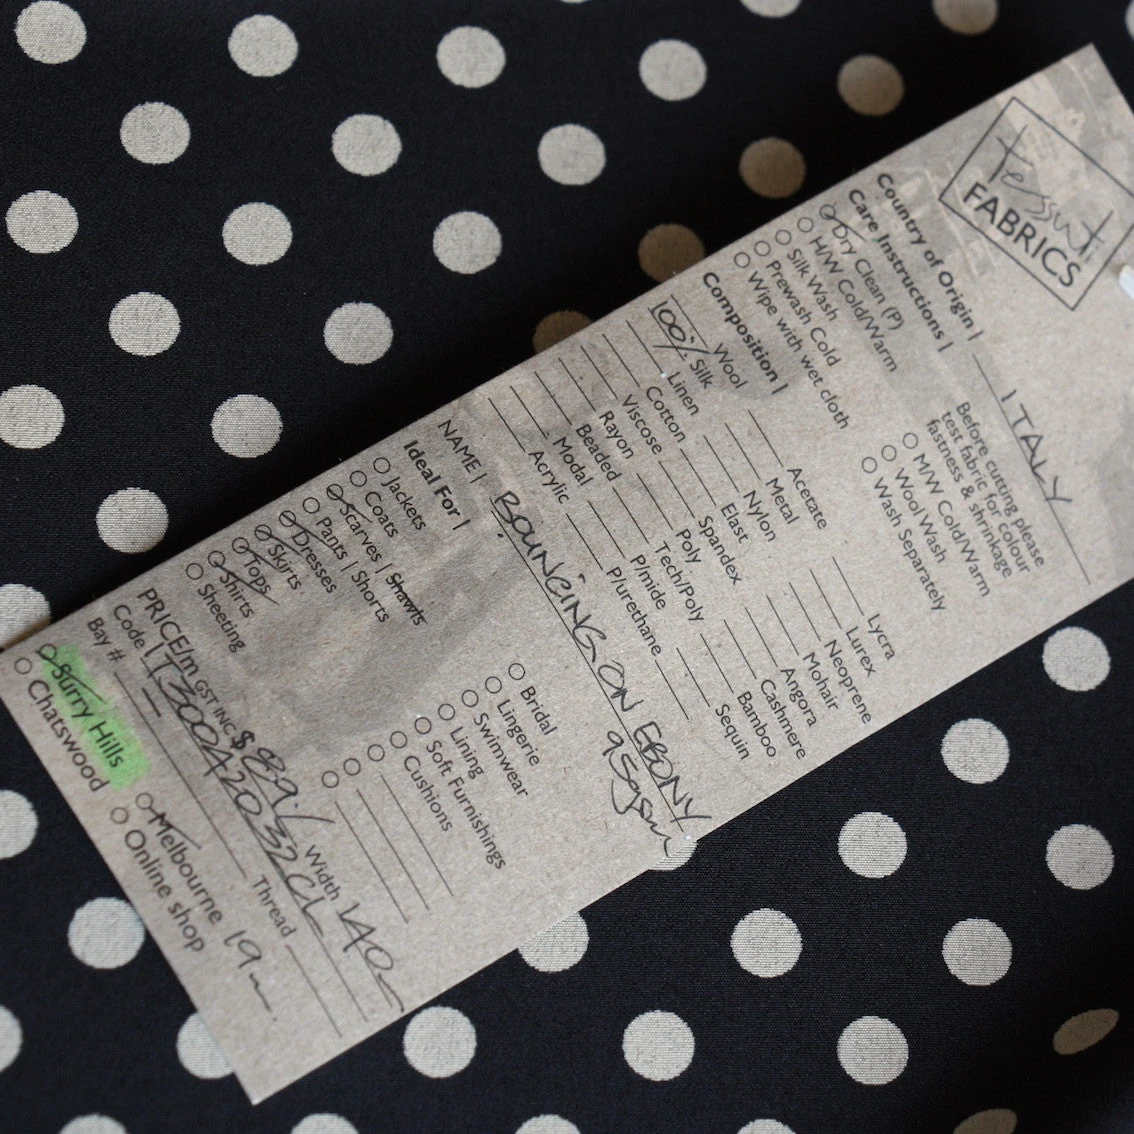 tessuti
FABRICS
Country of Origin | ITALY
Care Instructions |
Dry Clean (P)
H/W Cold/Warm
Silk Wash
Prewash Cold
Wipe with wet cloth
Before cutting please
test fabric for colour
fastness & shrinkage
M/W Cold/Warm
Wool Wash
Wash Separately
Composition |
Wool
100% Silk
Linen
Cotton
Viscose
Rayon
Beaded
Modal
Acrylic
Acetate
Metal
Nylon
Elast
Spandex
Poly
Tech/Poly
P/mide
P/urethane
Lycra
Lurex
Neoprene
Mohair
Angora
Cashmere
Bamboo
Sequin
NAME | BOUNCING ON EBONY
Ideal For |
Jackets
Coats
Scarves | Shawls
Pants | Shorts
Dresses
Skirts
Tops
Shirts
Sheeting
Bridal
Lingerie
Swimwear
Lining
Soft Furnishings
Cushions
PRICE/m GST INC $89.- Width 140
Code | IT300420
Bay # Thread
Surry Hills
Chatswood
Melbourne 19m
Online shop